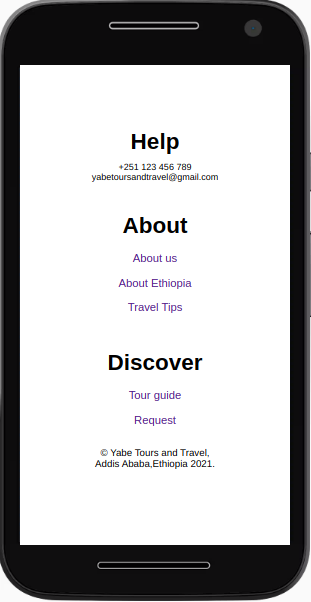 Help
+251 123 456 789
yabetoursandtravel@gmail.com
About
About us
About Ethiopia
Travel Tips
Discover
Tour guide
Request
© Yabe Tours and Travel,
Addis Ababa,Ethiopia 2021.